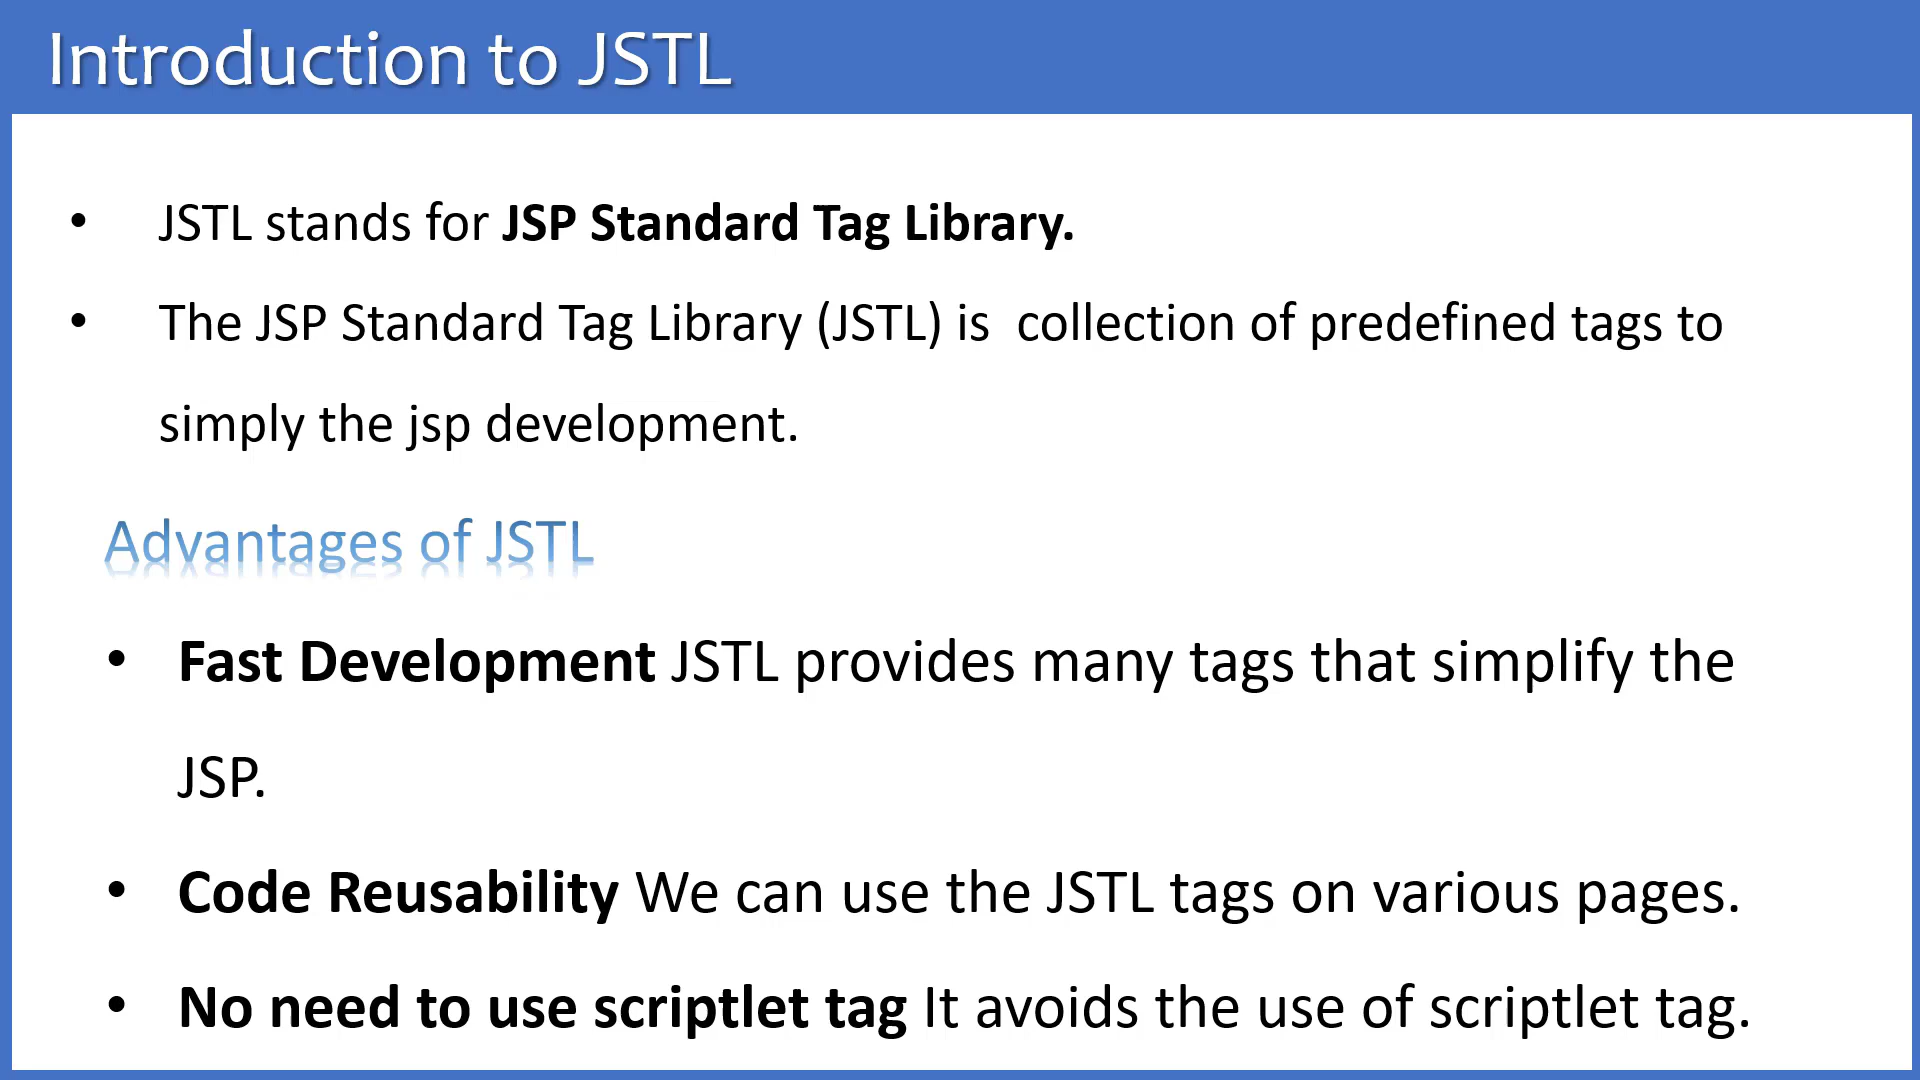 Introduction to JSTL
• JSTL stands for JSP Standard Tag Library.
• The JSP Standard Tag Library (JSTL) is  collection of predefined tags to
simply the jsp development.
Advantages of JSTL
• Fast Development JSTL provides many tags that simplify the
JSP.
• Code Reusability We can use the JSTL tags on various pages.
• No need to use scriptlet tag It avoids the use of scriptlet tag.